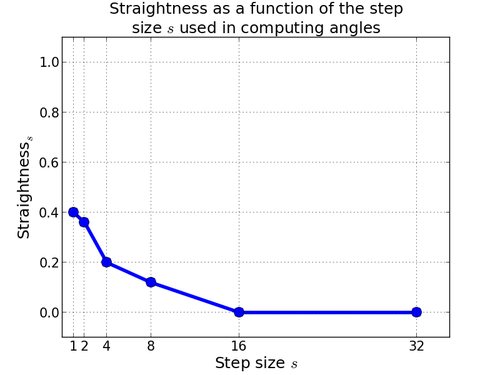 Straightness as a function of the step
size s used in computing angles
1.0
0.8
0.6
0.4
0.2
0.0
Straightness s
1 2 4 8 16 32
Step size s